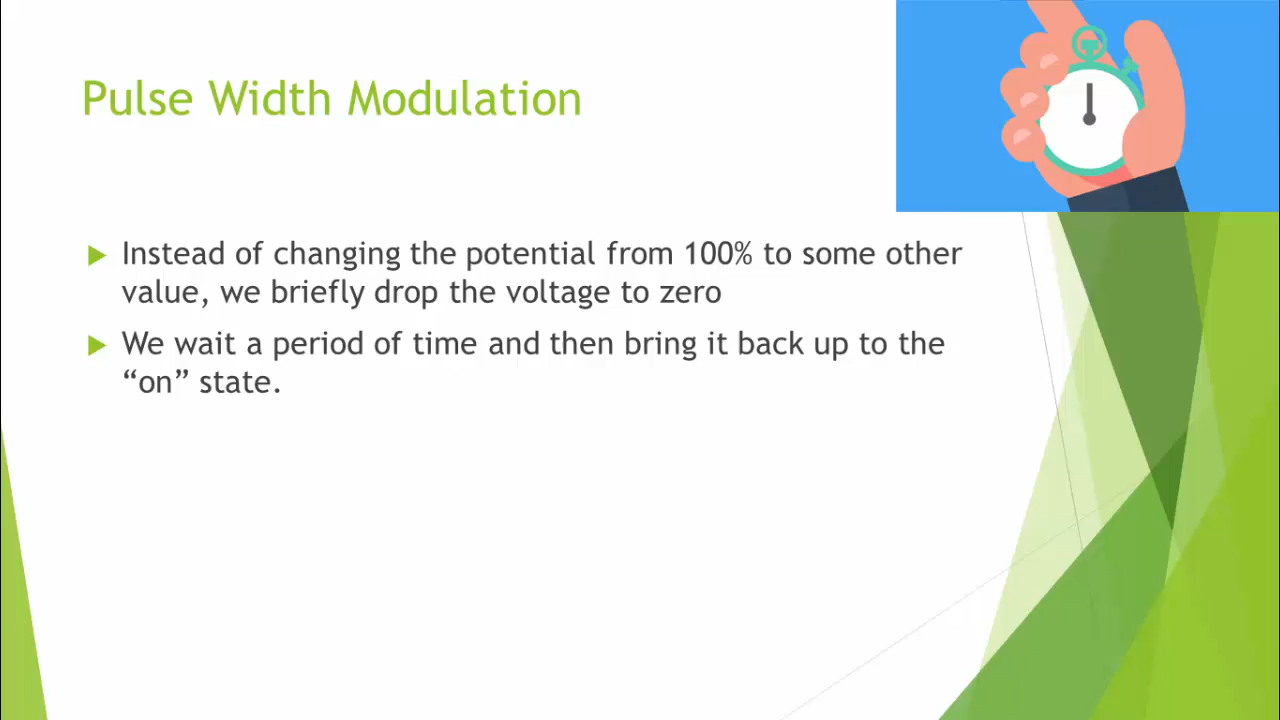 Pulse Width Modulation
Instead of changing the potential from 100% to some other
value, we briefly drop the voltage to zero
We wait a period of time and then bring it back up to the
“on” state.